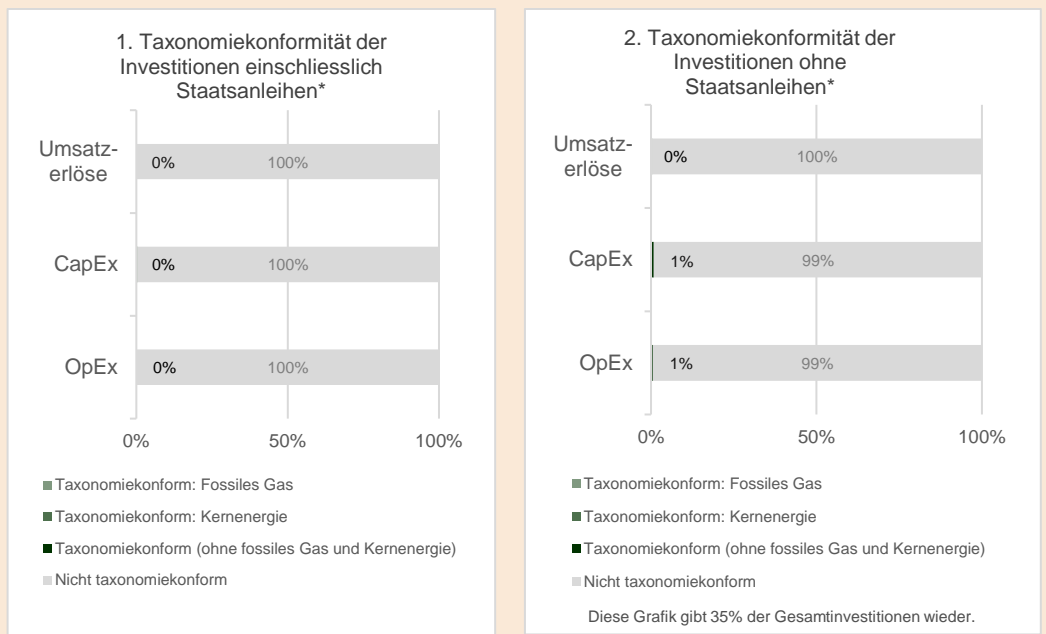 1. Taxonomiekonformität der
Investitionen einschliesslich
Staatsanleihen*
Umsatz-
erlöse
0%
100%
CapEx
0%
100%
OpEx
0%
100%
0%
50%
100%
Taxonomiekonform: Fossiles Gas
Taxonomiekonform: Kernenergie
Taxonomiekonform (ohne fossiles Gas und Kernenergie)
Nicht taxonomiekonform
2. Taxonomiekonformität der
Investitionen ohne
Staatsanleihen*
Umsatz-
erlöse
0%
100%
CapEx
1%
99%
OpEx
1%
99%
0%
50%
100%
Taxonomiekonform: Fossiles Gas
Taxonomiekonform: Kernenergie
Taxonomiekonform (ohne fossiles Gas und Kernenergie)
Nicht taxonomiekonform
Diese Grafik gibt 35% der Gesamtinvestitionen wieder.